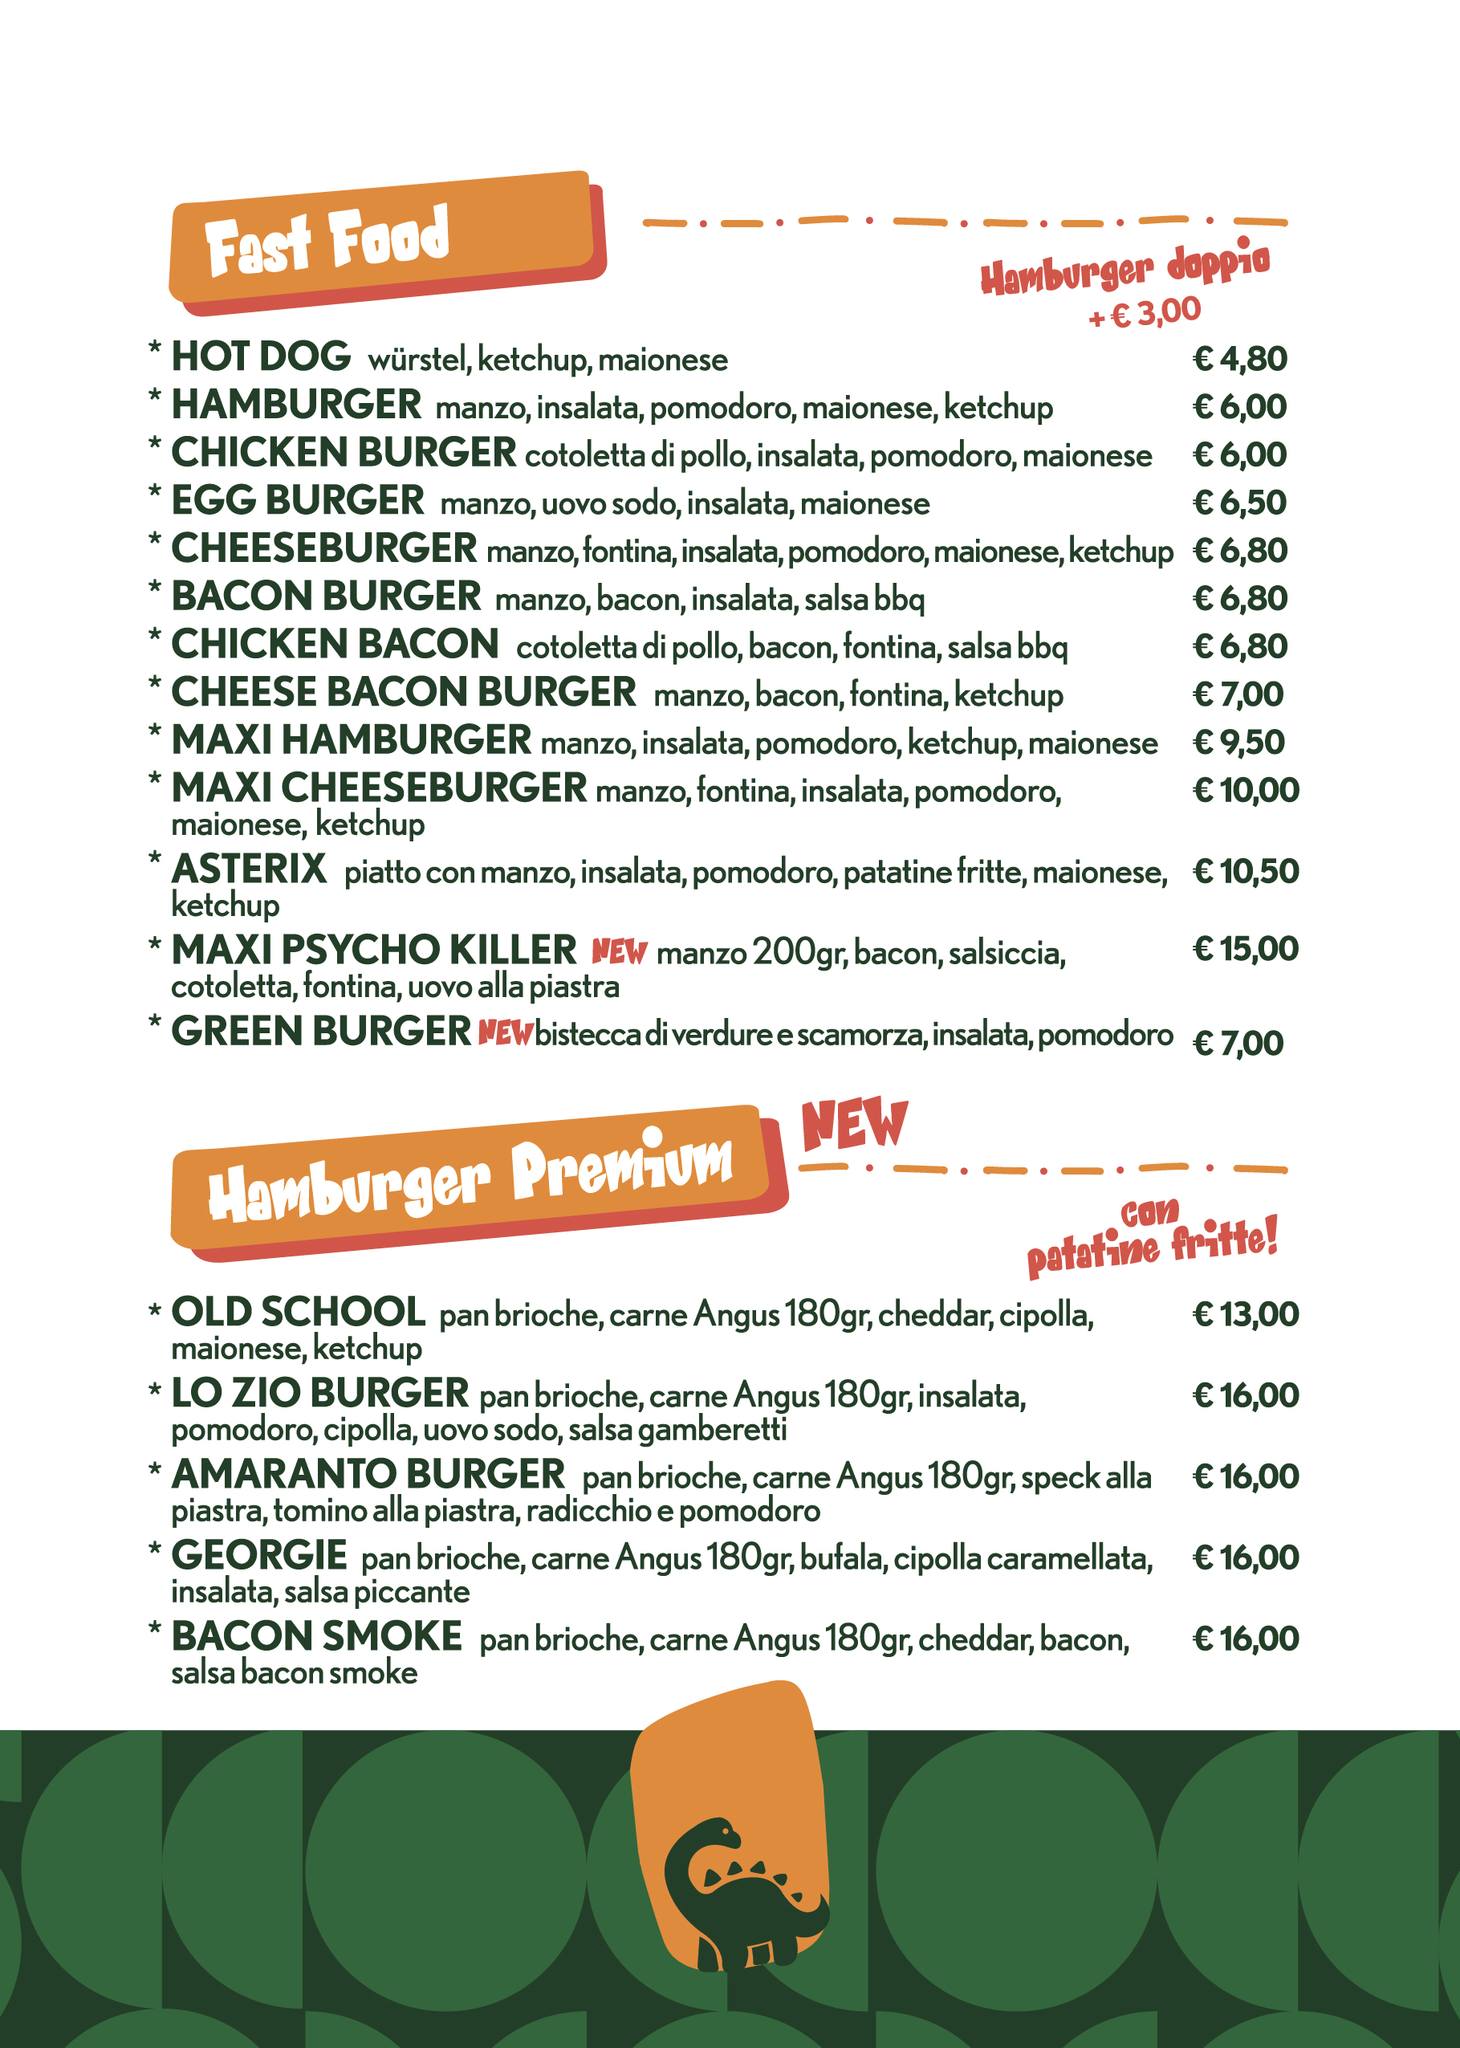 Fast Food
Hamburger doppio
+ € 3,00
* HOT DOG würstel, ketchup, maionese € 4,80
* HAMBURGER manzo, insalata, pomodoro, maionese, ketchup € 6,00
* CHICKEN BURGER cotoletta di pollo, insalata, pomodoro, maionese € 6,00
* EGG BURGER manzo, uovo sodo, insalata, maionese € 6,50
* CHEESEBURGER manzo, fontina, insalata, pomodoro, maionese, ketchup € 6,80
* BACON BURGER manzo, bacon, insalata, salsa bbq € 6,80
* CHICKEN BACON cotoletta di pollo, bacon, fontina, salsa bbq € 6,80
* CHEESE BACON BURGER manzo, bacon, fontina, ketchup € 7,00
* MAXI HAMBURGER manzo, insalata, pomodoro, ketchup, maionese € 9,50
* MAXI CHEESEBURGER manzo, fontina, insalata, pomodoro, € 10,00
maionese, ketchup
* ASTERIX piatto con manzo, insalata, pomodoro, patatine fritte, maionese, € 10,50
ketchup
* MAXI PSYCHO KILLER NEW manzo 200gr, bacon, salsiccia, € 15,00
cotoletta, fontina, uovo alla piastra
* GREEN BURGER NEW bistecca di verdure e scamorza, insalata, pomodoro € 7,00
Hamburger Premium NEW
con
patatine fritte!
* OLD SCHOOL pan brioche, carne Angus 180gr, cheddar, cipolla, € 13,00
maionese, ketchup
* LO ZIO BURGER pan brioche, carne Angus 180gr, insalata, € 16,00
pomodoro, cipolla, uovo sodo, salsa gamberetti
* AMARANTO BURGER pan brioche, carne Angus 180gr, speck alla € 16,00
piastra, tomino alla piastra, radicchio e pomodoro
* GEORGIE pan brioche, carne Angus 180gr, bufala, cipolla caramellata, € 16,00
insalata, salsa piccante
* BACON SMOKE pan brioche, carne Angus 180gr, cheddar, bacon, € 16,00
salsa bacon smoke